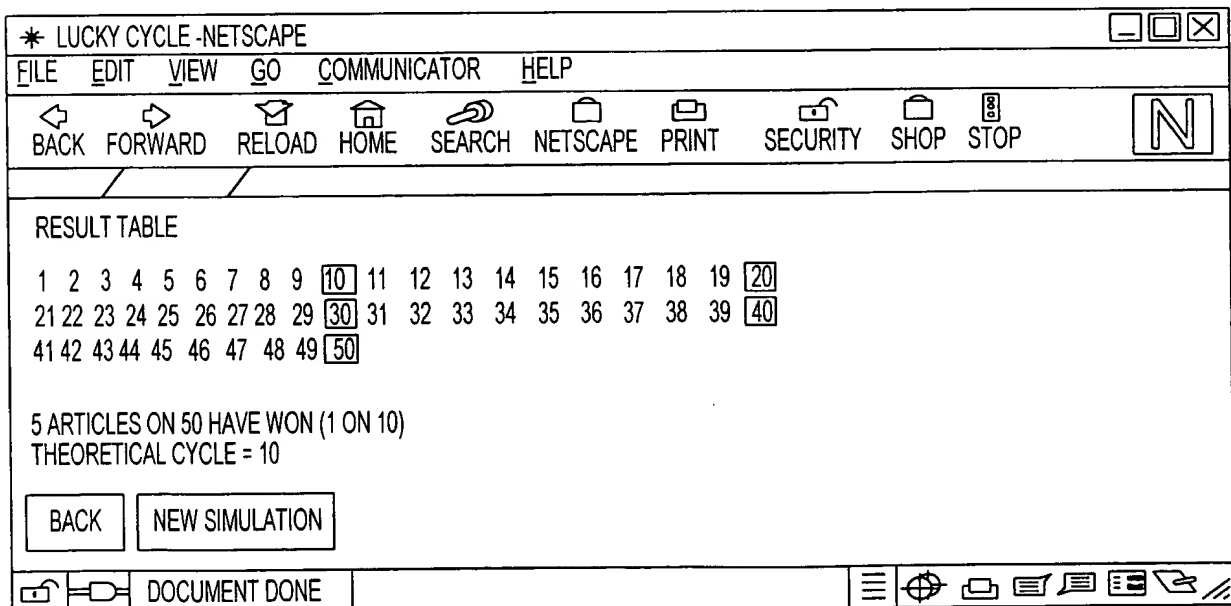 LUCKY CYCLE -NETSCAPE
FILE EDIT VIEW GO COMMUNICATOR HELP
BACK FORWARD RELOAD HOME SEARCH NETSCAPE PRINT SECURITY SHOP STOP N
RESULT TABLE
1 2 3 4 5 6 7 8 9 10 11 12 13 14 15 16 17 18 19 20
21 22 23 24 25 26 27 28 29 30 31 32 33 34 35 36 37 38 39 40
41 42 43 44 45 46 47 48 49 50
5 ARTICLES ON 50 HAVE WON (1 ON 10)
THEORETICAL CYCLE = 10
BACK NEW SIMULATION
DOCUMENT DONE